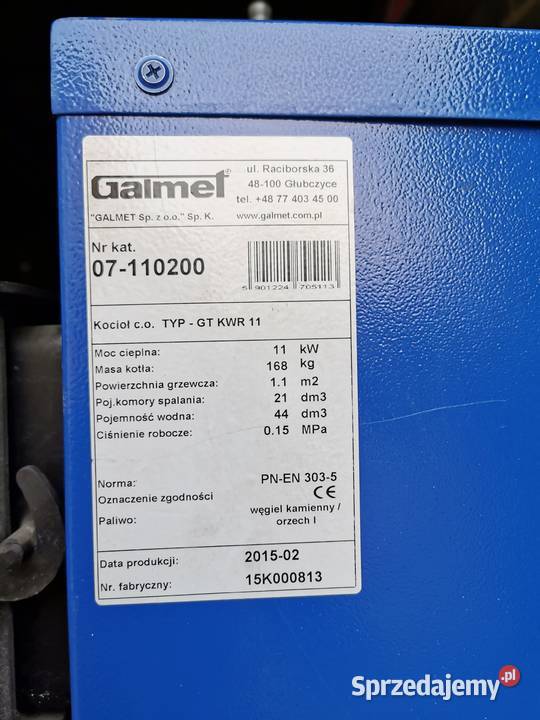 Galmet®
"GALMET Sp. z o.o." Sp. K.
ul. Raciborska 36
48-100 Głubczyce
tel. +48 77 403 45 00
www.galmet.com.pl
Nr kat.
07-110200
5 901224 705113
Kocioł c.o. TYP - GT KWR 11
Moc cieplna: 11 kW
Masa kotła: 168 kg
Powierzchnia grzewcza: 1.1 m2
Poj.komory spalania: 21 dm3
Pojemność wodna: 44 dm3
Ciśnienie robocze: 0.15 MPa
Norma: PN-EN 303-5
Oznaczenie zgodności CE
Paliwo: węgiel kamienny /
orzech I
Data produkcji: 2015-02
Nr. fabryczny: 15K000813
Sprzedajemy.pl